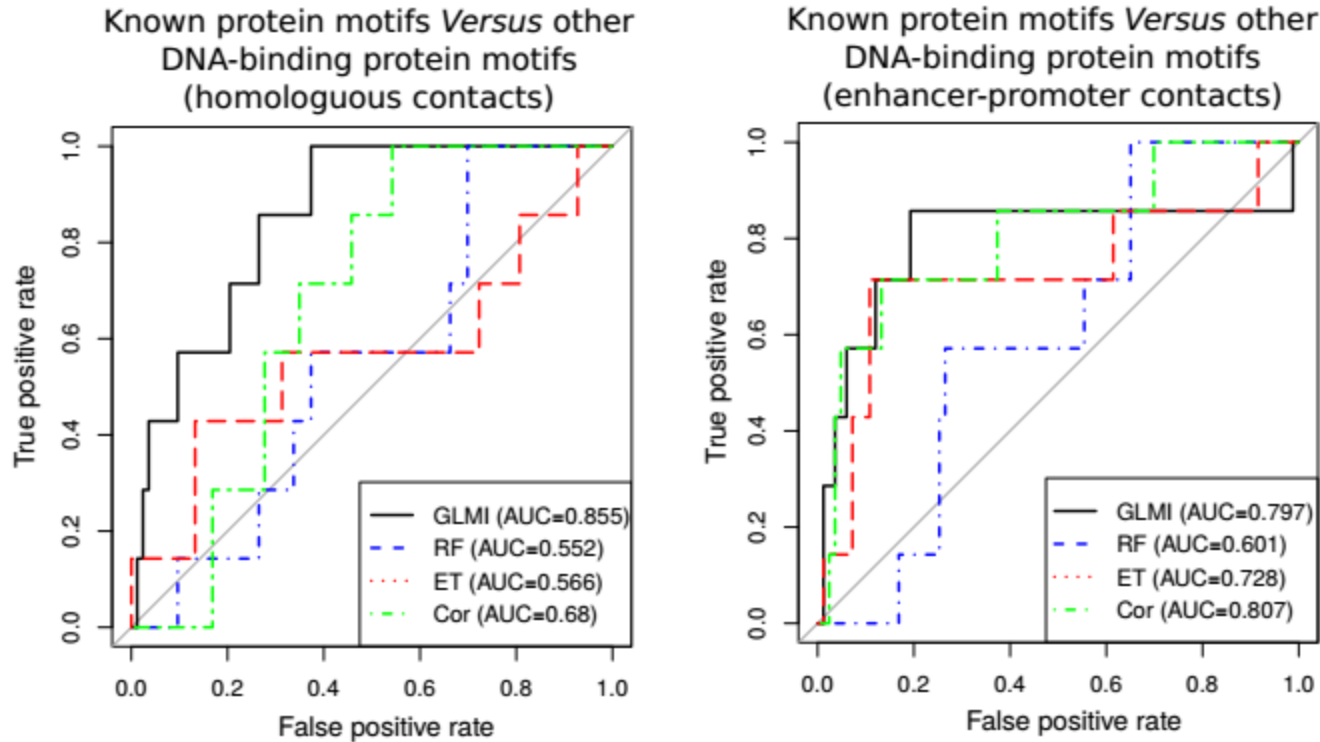 Known protein motifs Versus other
DNA-binding protein motifs
(homologuous contacts)
1.0
0.8
0.6
0.4
0.2
0.0
True positive rate
GLMI (AUC=0.855)
RF (AUC=0.552)
ET (AUC=0.566)
Cor (AUC=0.68)
0.0 0.2 0.4 0.6 0.8 1.0
False positive rate
Known protein motifs Versus other
DNA-binding protein motifs
(enhancer-promoter contacts)
1.0
0.8
0.6
0.4
0.2
0.0
True positive rate
GLMI (AUC=0.797)
RF (AUC=0.601)
ET (AUC=0.728)
Cor (AUC=0.807)
0.0 0.2 0.4 0.6 0.8 1.0
False positive rate